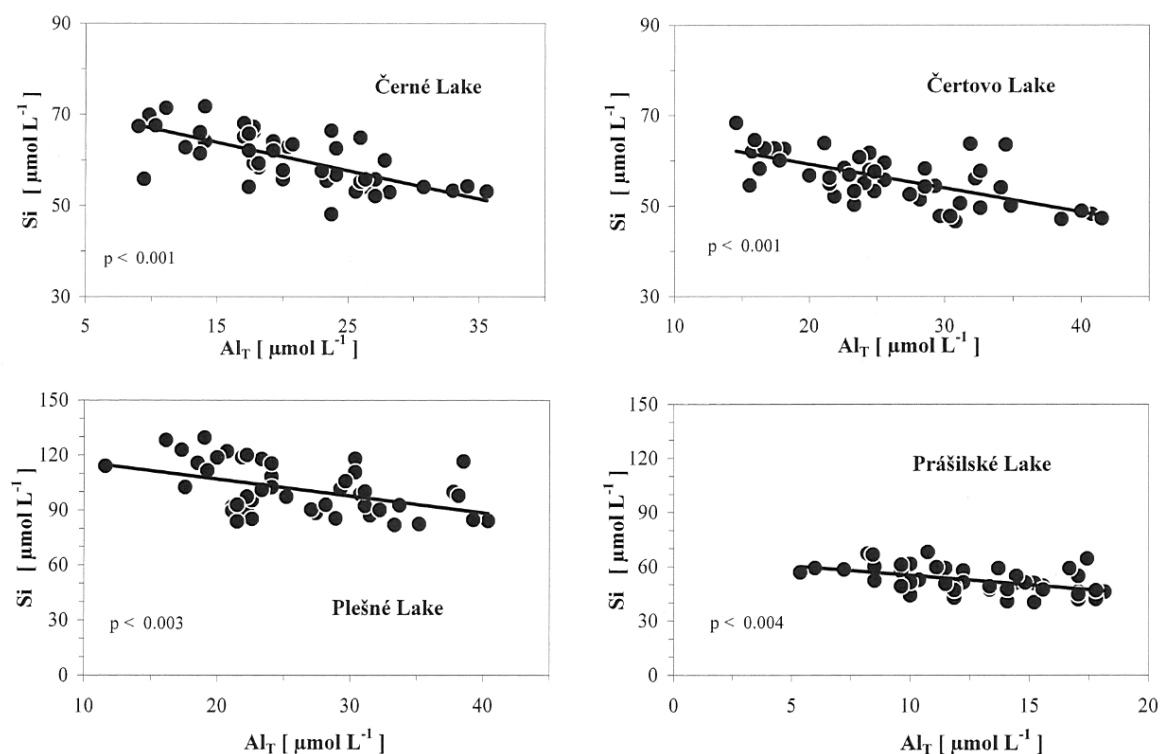 90
70
50
30
Si [ µmol L⁻¹ ]
Černé Lake
p < 0.001
5
15
25
35
Al_T [ µmol L⁻¹ ]
90
70
50
30
Si [ µmol L⁻¹ ]
Čertovo Lake
p < 0.001
10
20
30
40
Al_T [ µmol L⁻¹ ]
150
120
90
60
30
0
Si [ µmol L⁻¹ ]
Plešné Lake
p < 0.003
10
20
30
40
Al_T [ µmol L⁻¹ ]
150
120
90
60
30
0
Si [ µmol L⁻¹ ]
Prášilské Lake
p < 0.004
0
5
10
15
20
Al_T [ µmol L⁻¹ ]